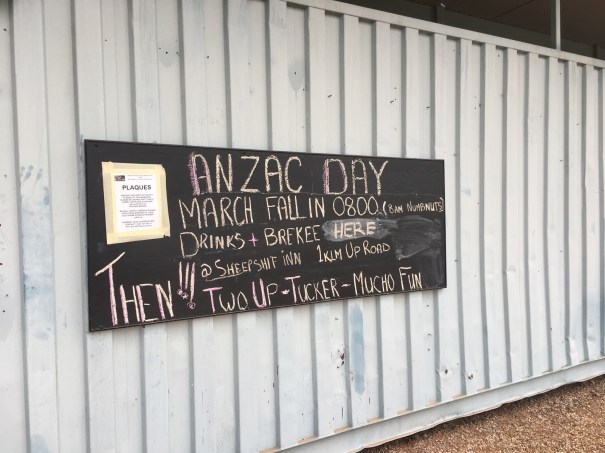 PLAQUES
ANZAC DAY
MARCH FALL IN 0800 (8AM NUMBNUTS)
DRINKS + BREKEE HERE
@ SHEEPSHIT INN 1KLM UP ROAD
THEN!!! TWO UP - TUCKER - MUCHO FUN